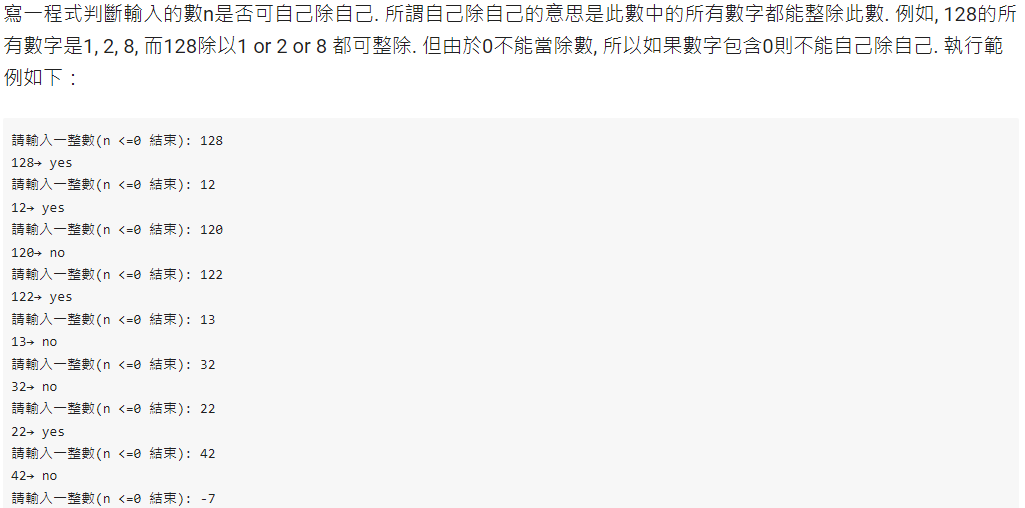 寫一程式判斷輸入的數n是否可自己除自己. 所謂自己除自己的意思是此數中的所有數字都能整除此數. 例如, 128的所
有數字是1, 2, 8, 而128除以1 or 2 or 8 都可整除. 但由於0不能當除數, 所以如果數字包含0則不能自己除自己. 執行範
例如下：
請輸入一整數(n <=0 結束): 128
128→ yes
請輸入一整數(n <=0 結束): 12
12→ yes
請輸入一整數(n <=0 結束): 120
120→ no
請輸入一整數(n <=0 結束): 122
122→ yes
請輸入一整數(n <=0 結束): 13
13→ no
請輸入一整數(n <=0 結束): 32
32→ no
請輸入一整數(n <=0 結束): 22
22→ yes
請輸入一整數(n <=0 結束): 42
42→ no
請輸入一整數(n <=0 結束): -7